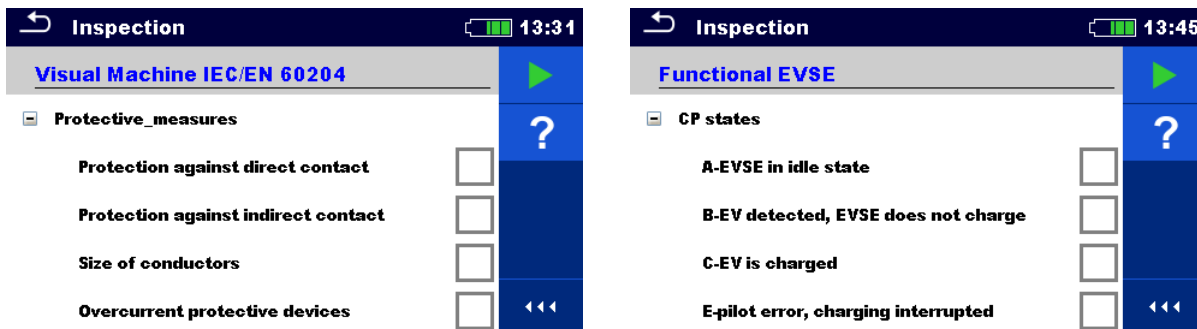 Inspection 13:31
Visual Machine IEC/EN 60204
Protective_measures
?
Protection against direct contact
Protection against indirect contact
Size of conductors
Overcurrent protective devices
Inspection 13:45
Functional EVSE
CP states
?
A-EVSE in idle state
B-EV detected, EVSE does not charge
C-EV is charged
E-pilot error, charging interrupted